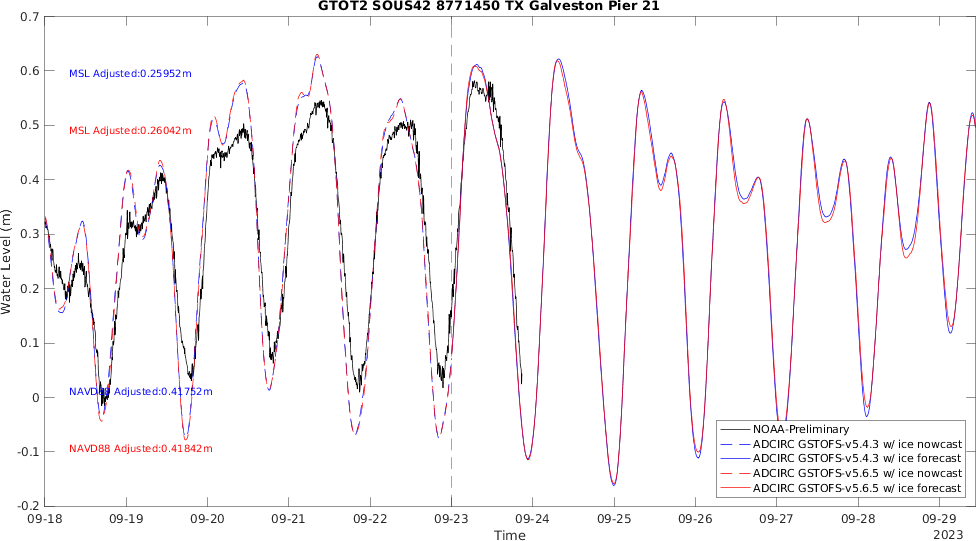 GTOT2 SOUS42 8771450 TX Galveston Pier 21
0.7
0.6
0.5
0.4
0.3
0.2
0.1
0
-0.1
-0.2
Water Level (m)
MSL Adjusted:0.25952m
MSL Adjusted:0.26042m
NAVD88 Adjusted:0.41752m
NAVD88 Adjusted:0.41842m
NOAA-Preliminary
ADCIRC GSTOFS-v5.4.3 w/ ice nowcast
ADCIRC GSTOFS-v5.4.3 w/ ice forecast
ADCIRC GSTOFS-v5.6.5 w/ ice nowcast
ADCIRC GSTOFS-v5.6.5 w/ ice forecast
09-18 09-19 09-20 09-21 09-22 09-23 09-24 09-25 09-26 09-27 09-28 09-29
Time
2023